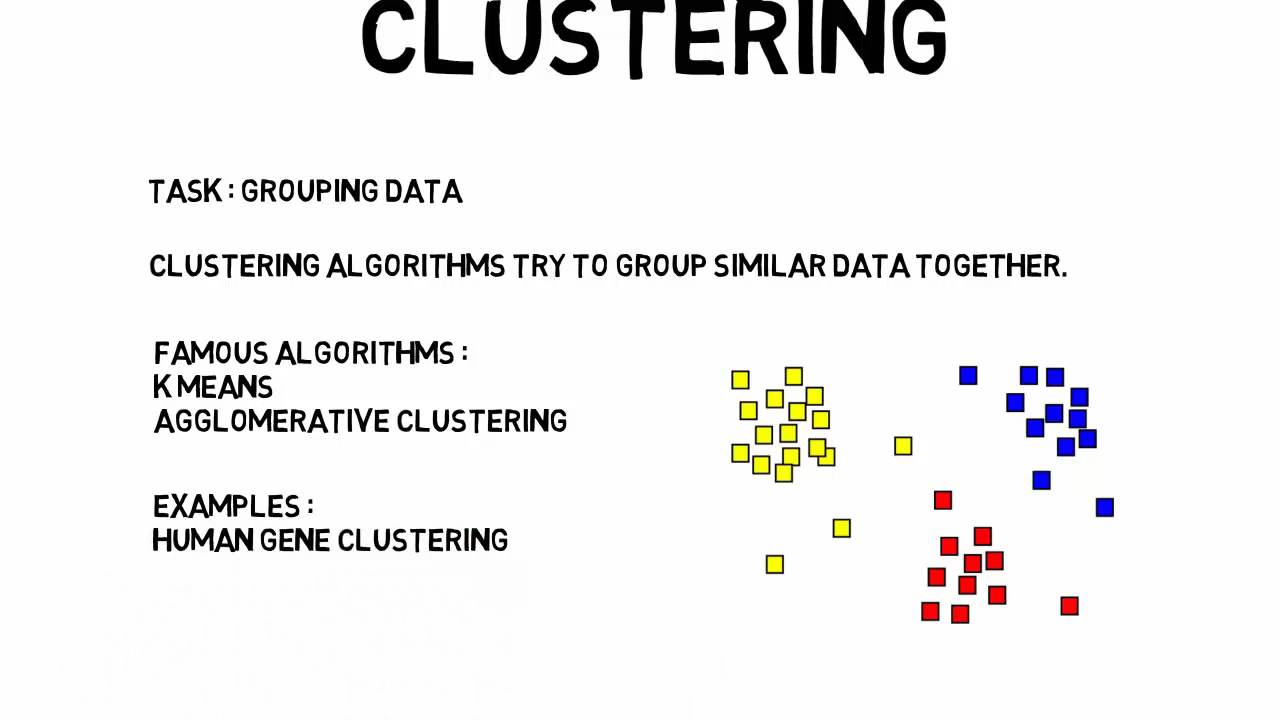 CLUSTERING
TASK : GROUPING DATA
CLUSTERING ALGORITHMS TRY TO GROUP SIMILAR DATA TOGETHER.
FAMOUS ALGORITHMS :
K MEANS
AGGLOMERATIVE CLUSTERING
EXAMPLES :
HUMAN GENE CLUSTERING